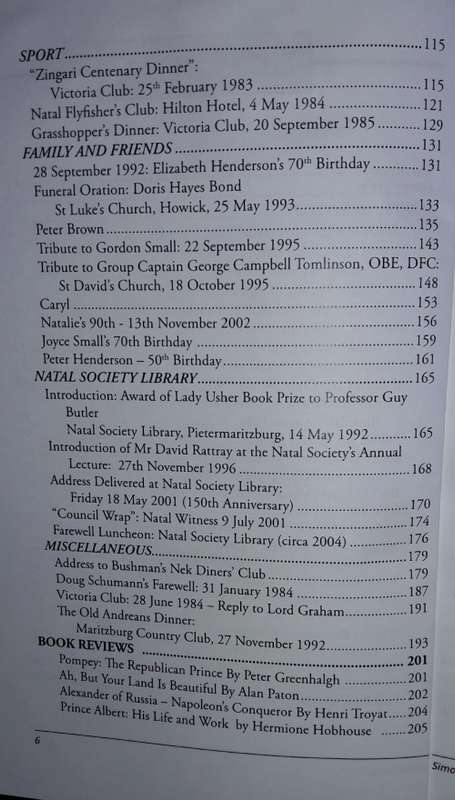 SPORT....................115
"Zingari Centenary Dinner":
Victoria Club: 25th February 1983 ....................115
Natal Flyfisher's Club: Hilton Hotel, 4 May 1984 ....................121
Grasshopper's Dinner: Victoria Club, 20 September 1985 ...........129
FAMILY AND FRIENDS ....................131
28 September 1992: Elizabeth Henderson's 70th Birthday ............131
Funeral Oration: Doris Hayes Bond
St Luke's Church, Howick, 25 May 1993....................133
Peter Brown....................135
Tribute to Gordon Small: 22 September 1995 ....................143
Tribute to Group Captain George Campbell Tomlinson, OBE, DFC:
St David's Church, 18 October 1995 ....................148
Caryl ....................153
Natalie's 90th - 13th November 2002....................156
Joyce Small's 70th Birthday ....................159
Peter Henderson – 50th Birthday....................161
NATAL SOCIETY LIBRARY....................165
Introduction: Award of Lady Usher Book Prize to Professor Guy
Butler
Natal Society Library, Pietermaritzburg, 14 May 1992...........165
Introduction of Mr David Rattray at the Natal Society's Annual
Lecture: 27th November 1996 ....................168
Address Delivered at Natal Society Library:
Friday 18 May 2001 (150th Anniversary) ....................170
"Council Wrap": Natal Witness 9 July 2001....................174
Farewell Luncheon: Natal Society Library (circa 2004) ..............176
MISCELLANEOUS....................179
Address to Bushman's Nek Diners' Club ....................179
Doug Schumann's Farewell: 31 January 1984 ....................187
Victoria Club: 28 June 1984 – Reply to Lord Graham....................191
The Old Andreans Dinner:
Maritzburg Country Club, 27 November 1992....................193
BOOK REVIEWS ....................201
Pompey: The Republican Prince By Peter Greenhalgh ....................201
Ah, But Your Land Is Beautiful By Alan Paton....................202
Alexander of Russia – Napoleon's Conqueror By Henri Troyat.....204
Prince Albert: His Life and Work by Hermione Hobhouse .......205
6
Simo